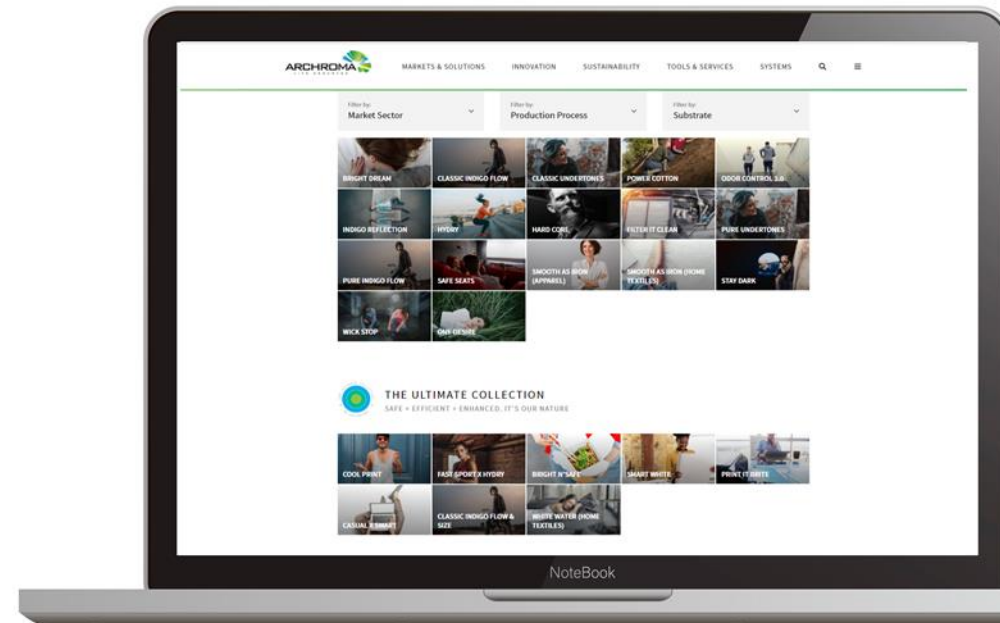 ARCHROMA
LIFE ENHANCED
MARKETS & SOLUTIONS INNOVATION SUSTAINABILITY TOOLS & SERVICES SYSTEMS
Filter by: Filter by: Filter by:
Market Sector Production Process Substrate
BRIGHT DREAM CLASSIC INDIGO FLOW CLASSIC UNDERTONES POWER COTTON ODOR CONTROL 2.0
INDIGO REFLECTION HYDRY HARD CORE FILTER IT CLEAN PURE UNDERTONES
PURE INDIGO FLOW SAFE SEATS SMOOTH AS IRON (APPAREL) SMOOTH AS IRON (HOME TEXTILES) STAY DARK
WICK STOP ONE DESIRE
THE ULTIMATE COLLECTION
SAFE + EFFICIENT + ENHANCED, IT'S OUR NATURE
COOL PRINT FAST SPORT X HYDRY BRIGHT N'SAFE SMART WHITE PRINT IT BRITE
CASUAL X SMART CLASSIC INDIGO FLOW & SIZE WHITE WATER (HOME TEXTILES)
NoteBook